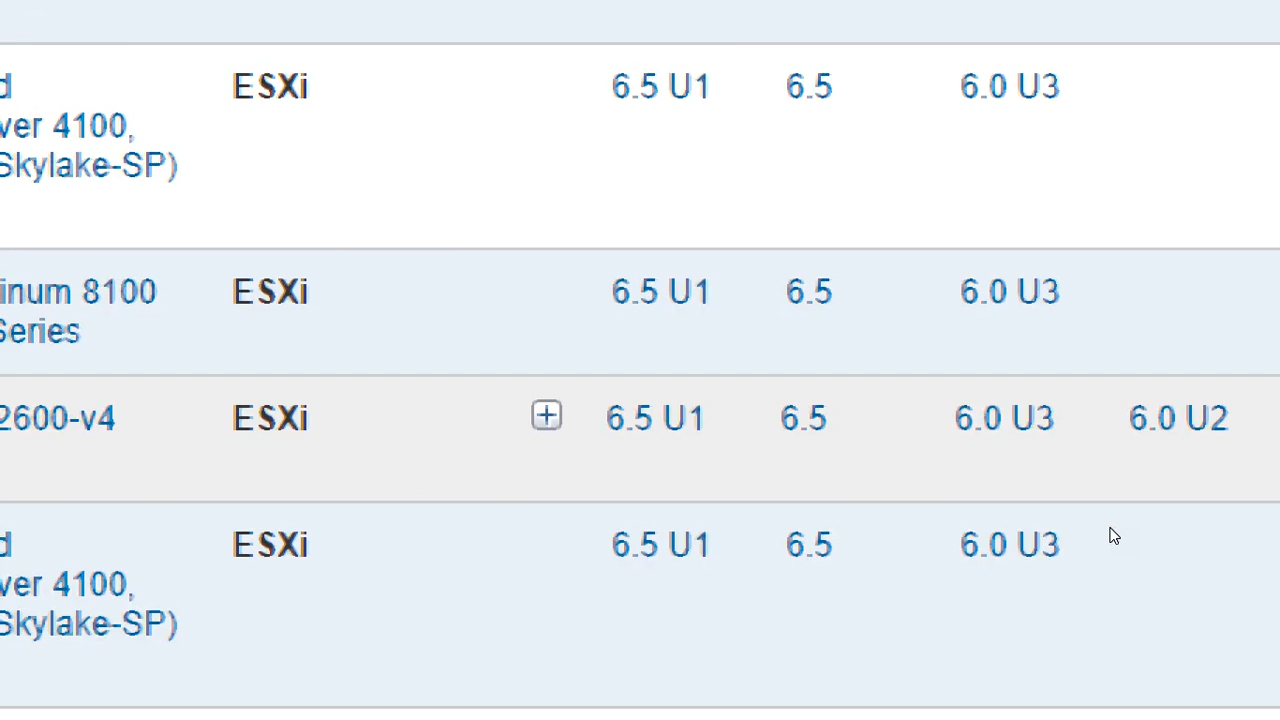 d ESXi 6.5 U1 6.5 6.0 U3
ver 4100,
Skylake-SP)
inum 8100 ESXi 6.5 U1 6.5 6.0 U3
Series
2600-v4 ESXi 6.5 U1 6.5 6.0 U3 6.0 U2
d ESXi 6.5 U1 6.5 6.0 U3
ver 4100,
Skylake-SP)